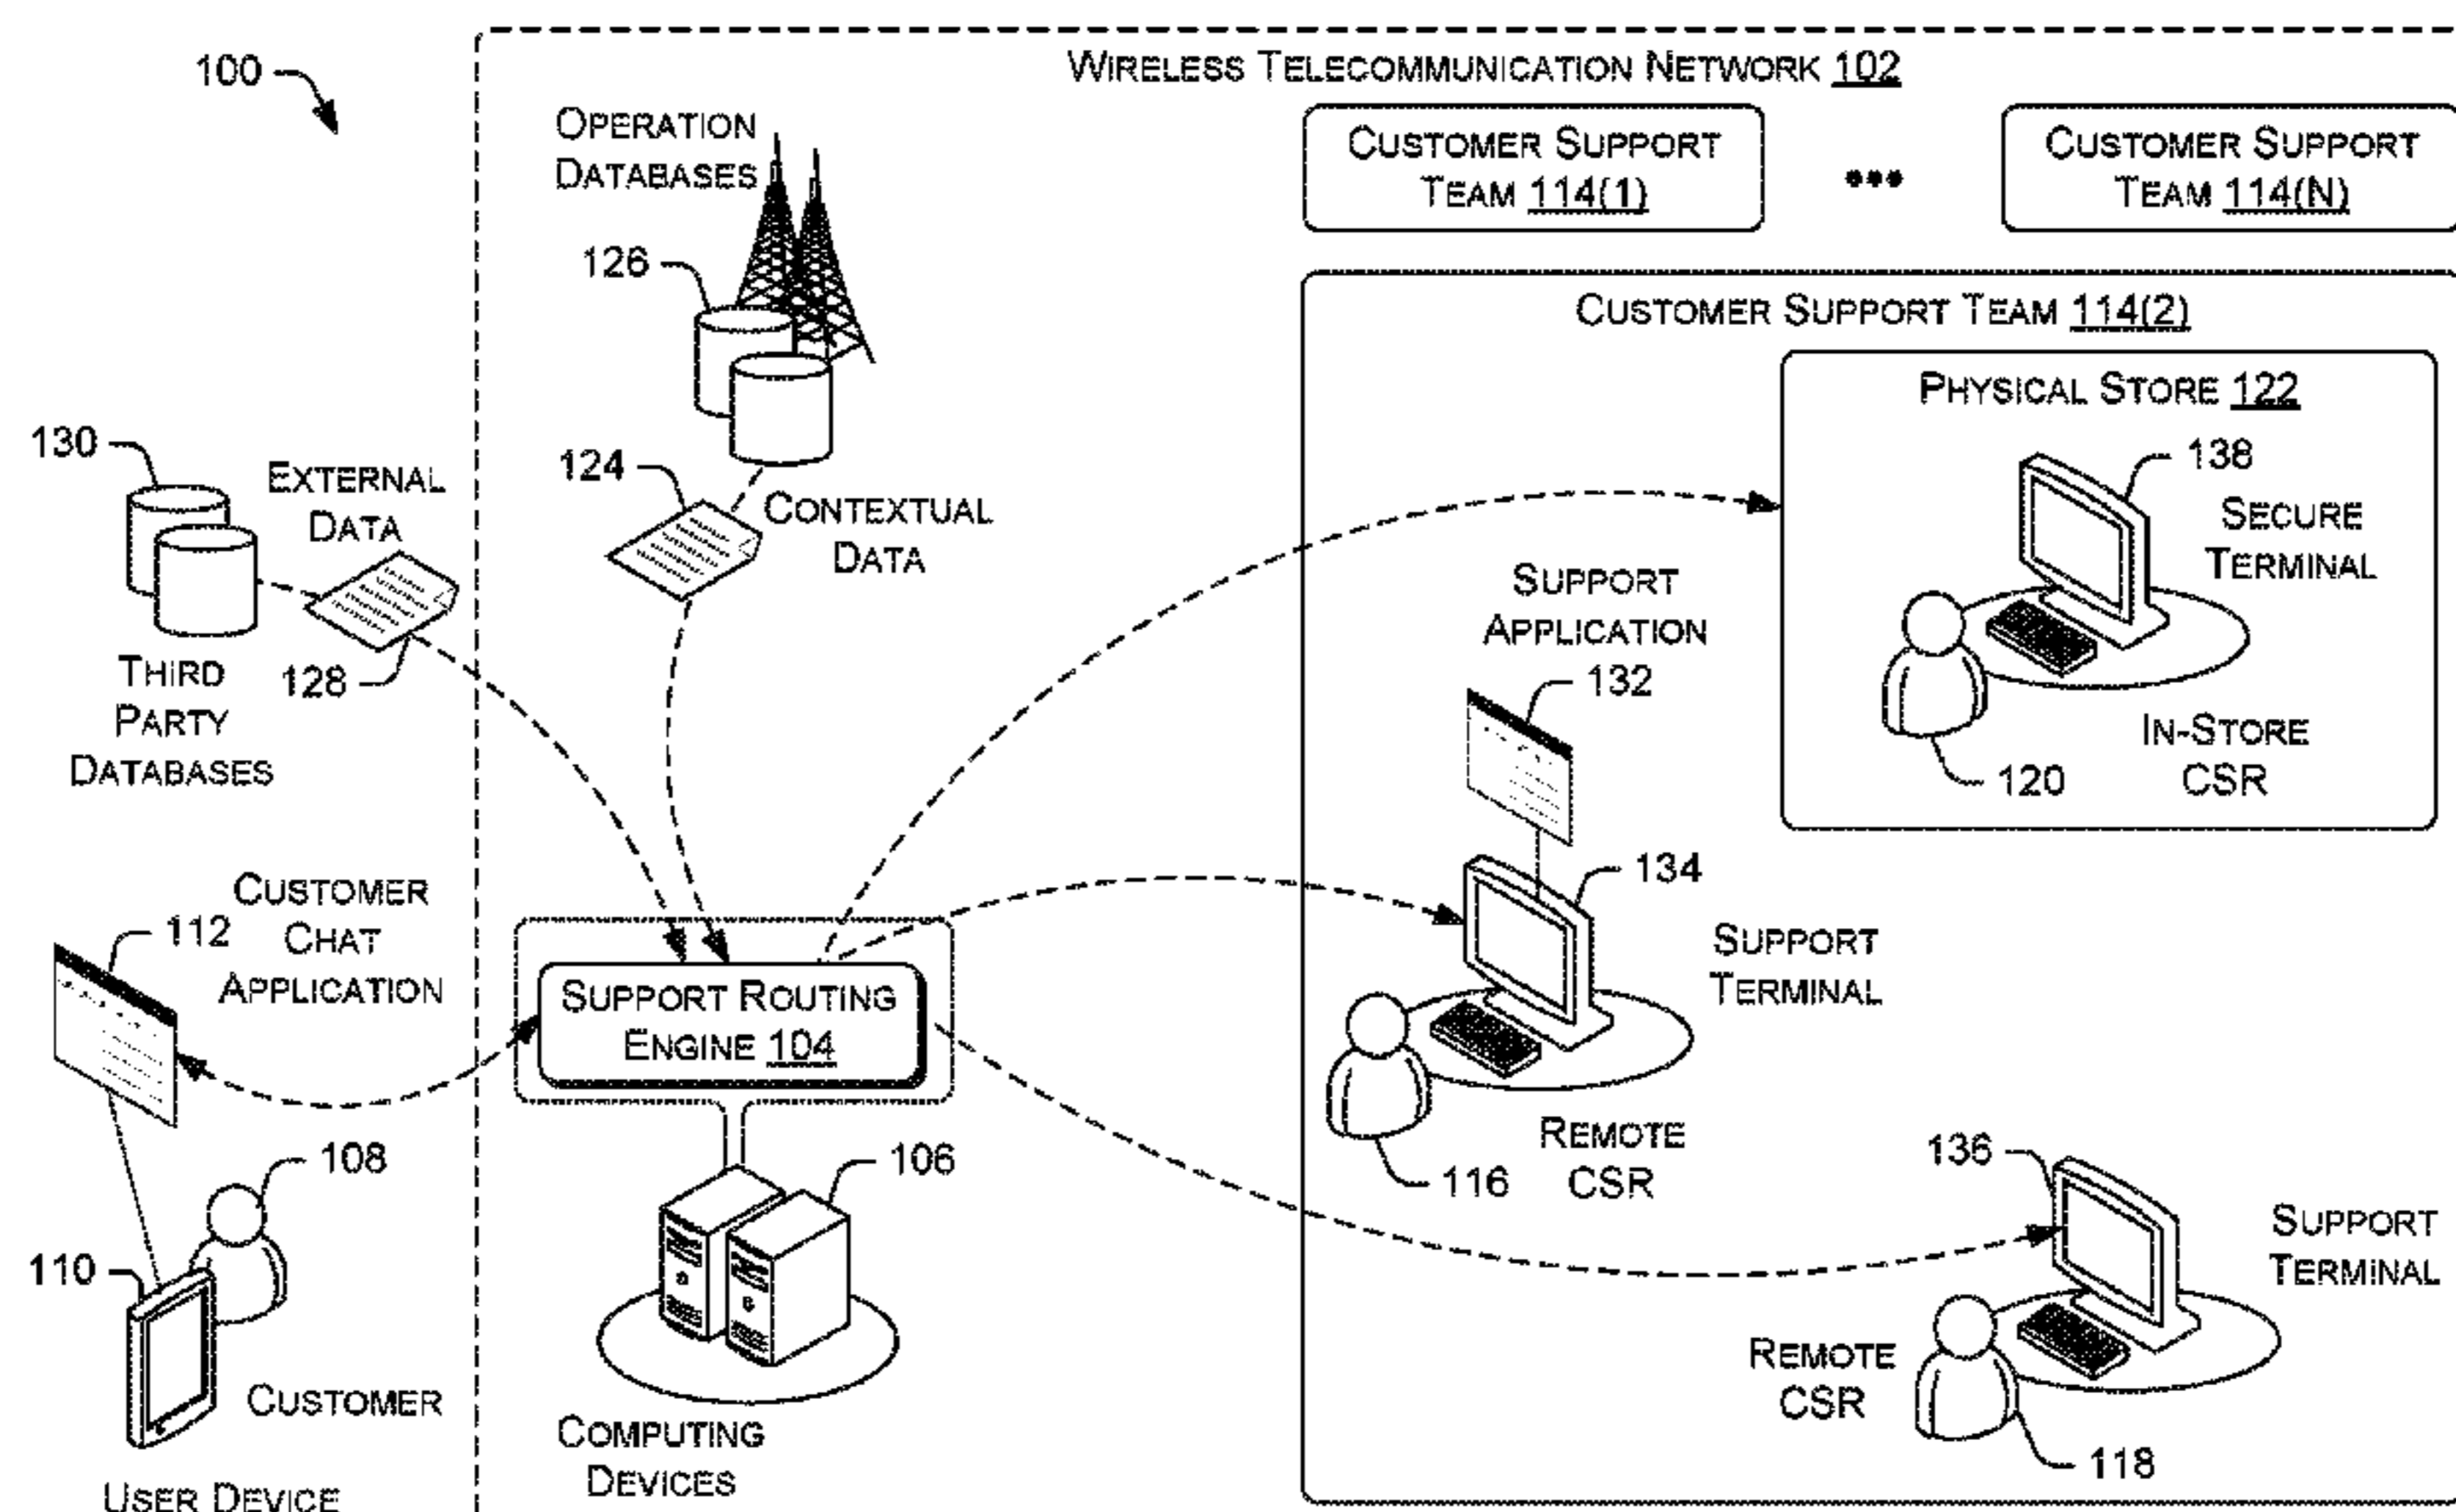 100
WIRELESS TELECOMMUNICATION NETWORK 102
OPERATION
DATABASES
126
CUSTOMER SUPPORT
TEAM 114(1)
•••
CUSTOMER SUPPORT
TEAM 114(N)
CUSTOMER SUPPORT TEAM 114(2)
PHYSICAL STORE 122
138
SECURE
TERMINAL
IN-STORE
CSR
120
130
EXTERNAL
DATA
128
THIRD
PARTY
DATABASES
124
CONTEXTUAL
DATA
SUPPORT
APPLICATION
132
134
SUPPORT
TERMINAL
REMOTE
CSR
116
CUSTOMER
CHAT
APPLICATION
112
SUPPORT ROUTING
ENGINE 104
108
110
CUSTOMER
USER DEVICE
106
COMPUTING
DEVICES
136
SUPPORT
TERMINAL
REMOTE
CSR
118